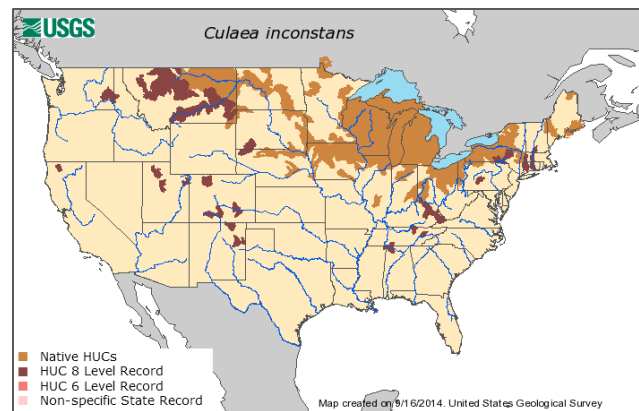 USGS
Culaea inconstans
Native HUCs
HUC 8 Level Record
HUC 6 Level Record
Non-specific State Record
Map created on 9/16/2014. United States Geological Survey